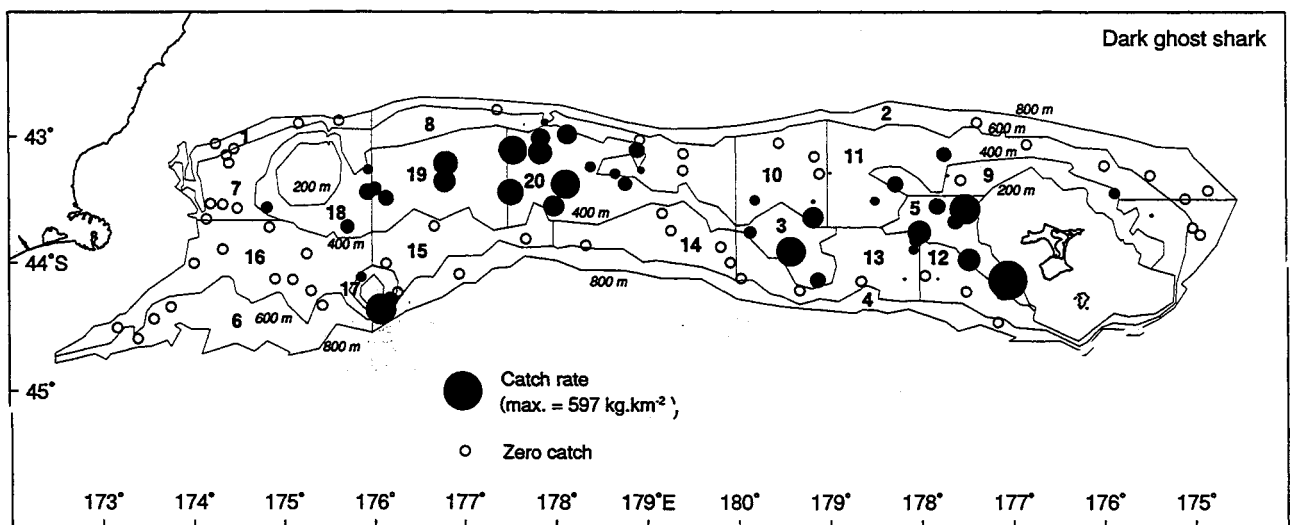 Dark ghost shark
43°
44°S
45°
1
8
2
800 m
600 m
400 m
11
7
200 m
19
20
10
9
200 m
18
400 m
5
400 m
3
16
15
14
13
12
17
800 m
4
6
600 m
800 m
Catch rate
(max. = 597 kg.km-2)
Zero catch
173° 174° 175° 176° 177° 178° 179°E 180° 179° 178° 177° 176° 175°